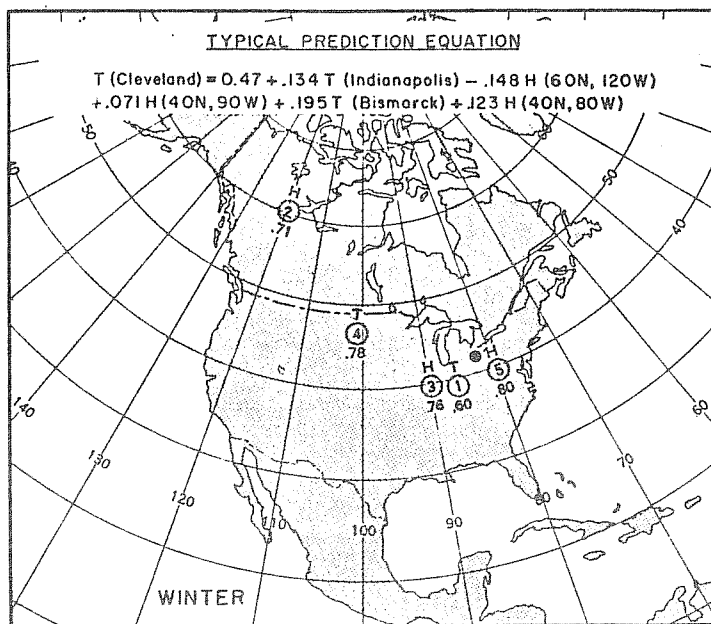 TYPICAL PREDICTION EQUATION
T (Cleveland) = 0.47 + .134 T (Indianapolis) – .148 H (60N, 120W)
+.071 H (40N, 90W) + .195 T (Bismarck) + .123 H (40N, 80W)
50
H
2
.71
40
T
4
.78
H
T
H
3
1
5
.76
.60
.80
140
60
130
70
120
80
110
100
90
WINTER